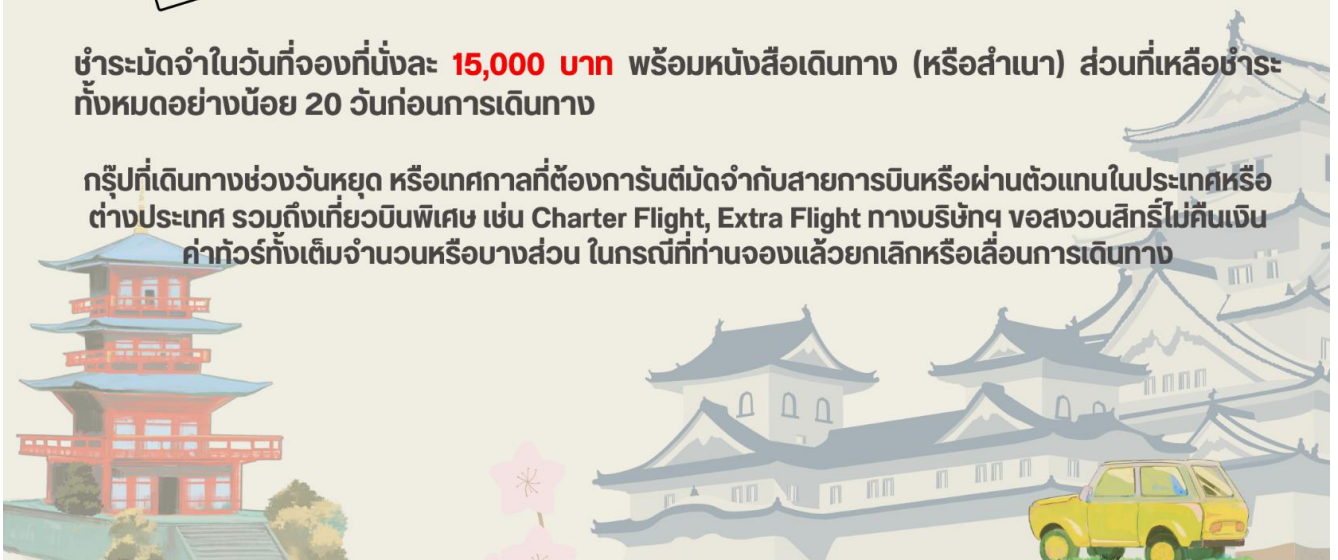 ชำระมัดจำในวันที่จองที่นั่งละ 15,000 บาท พร้อมหนังสือเดินทาง (หรือสำเนา) ส่วนที่เหลือชำระ
ทั้งหมดอย่างน้อย 20 วันก่อนการเดินทาง
กรุ๊ปที่เดินทางช่วงวันหยุด หรือเทศกาลที่ต้องการันตีมัดจำกับสายการบินหรือผ่านตัวแทนในประเทศหรือ
ต่างประเทศ รวมถึงเที่ยวบินพิเศษ เช่น Charter Flight, Extra Flight ทางบริษัทฯ ขอสงวนสิทธิ์ไม่คืนเงิน
ค่าทัวร์ทั้งเต็มจำนวนหรือบางส่วน ในกรณีที่ท่านจองแล้วยกเลิกหรือเลื่อนการเดินทาง